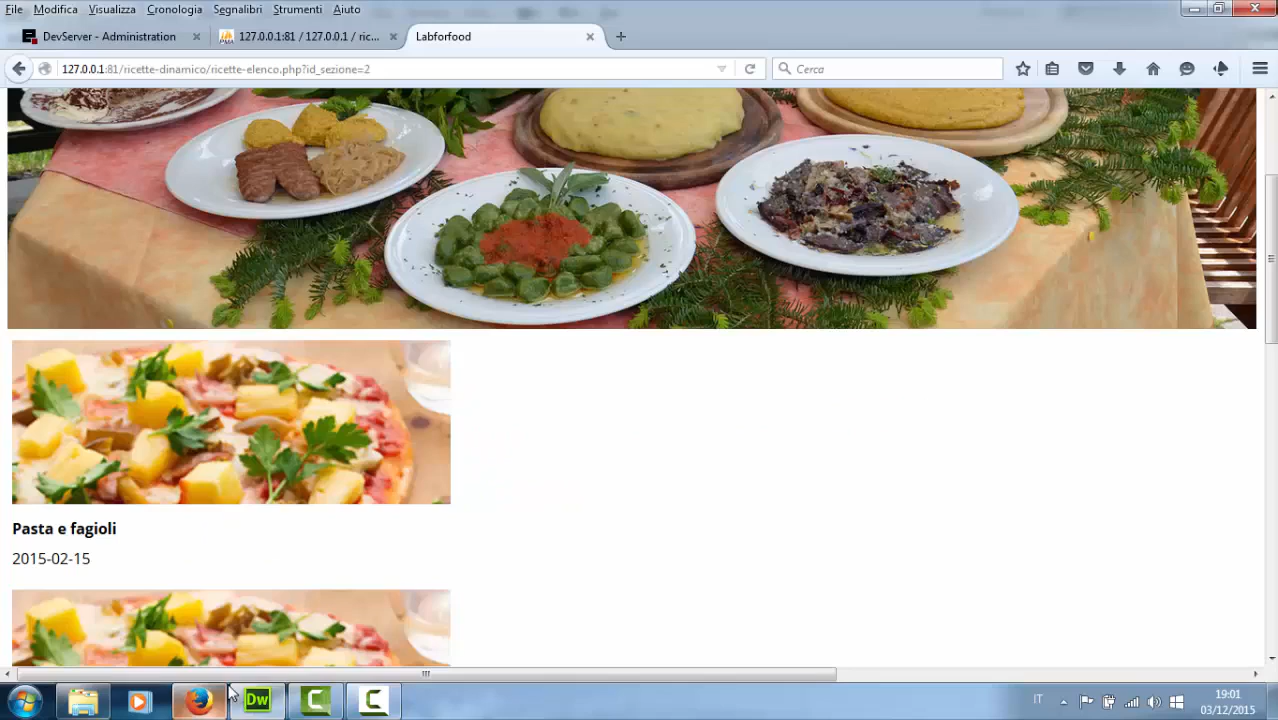 File Modifica Visualizza Cronologia Segnalibri Strumenti Aiuto
DevServer - Administration
127.0.0.1:81 / 127.0.0.1 / ric...
Labforfood
127.0.0.1:81/ricette-dinamico/ricette-elenco.php?id_sezione=2
Cerca
Pasta e fagioli
2015-02-15
Dw
IT
19:01
03/12/2015